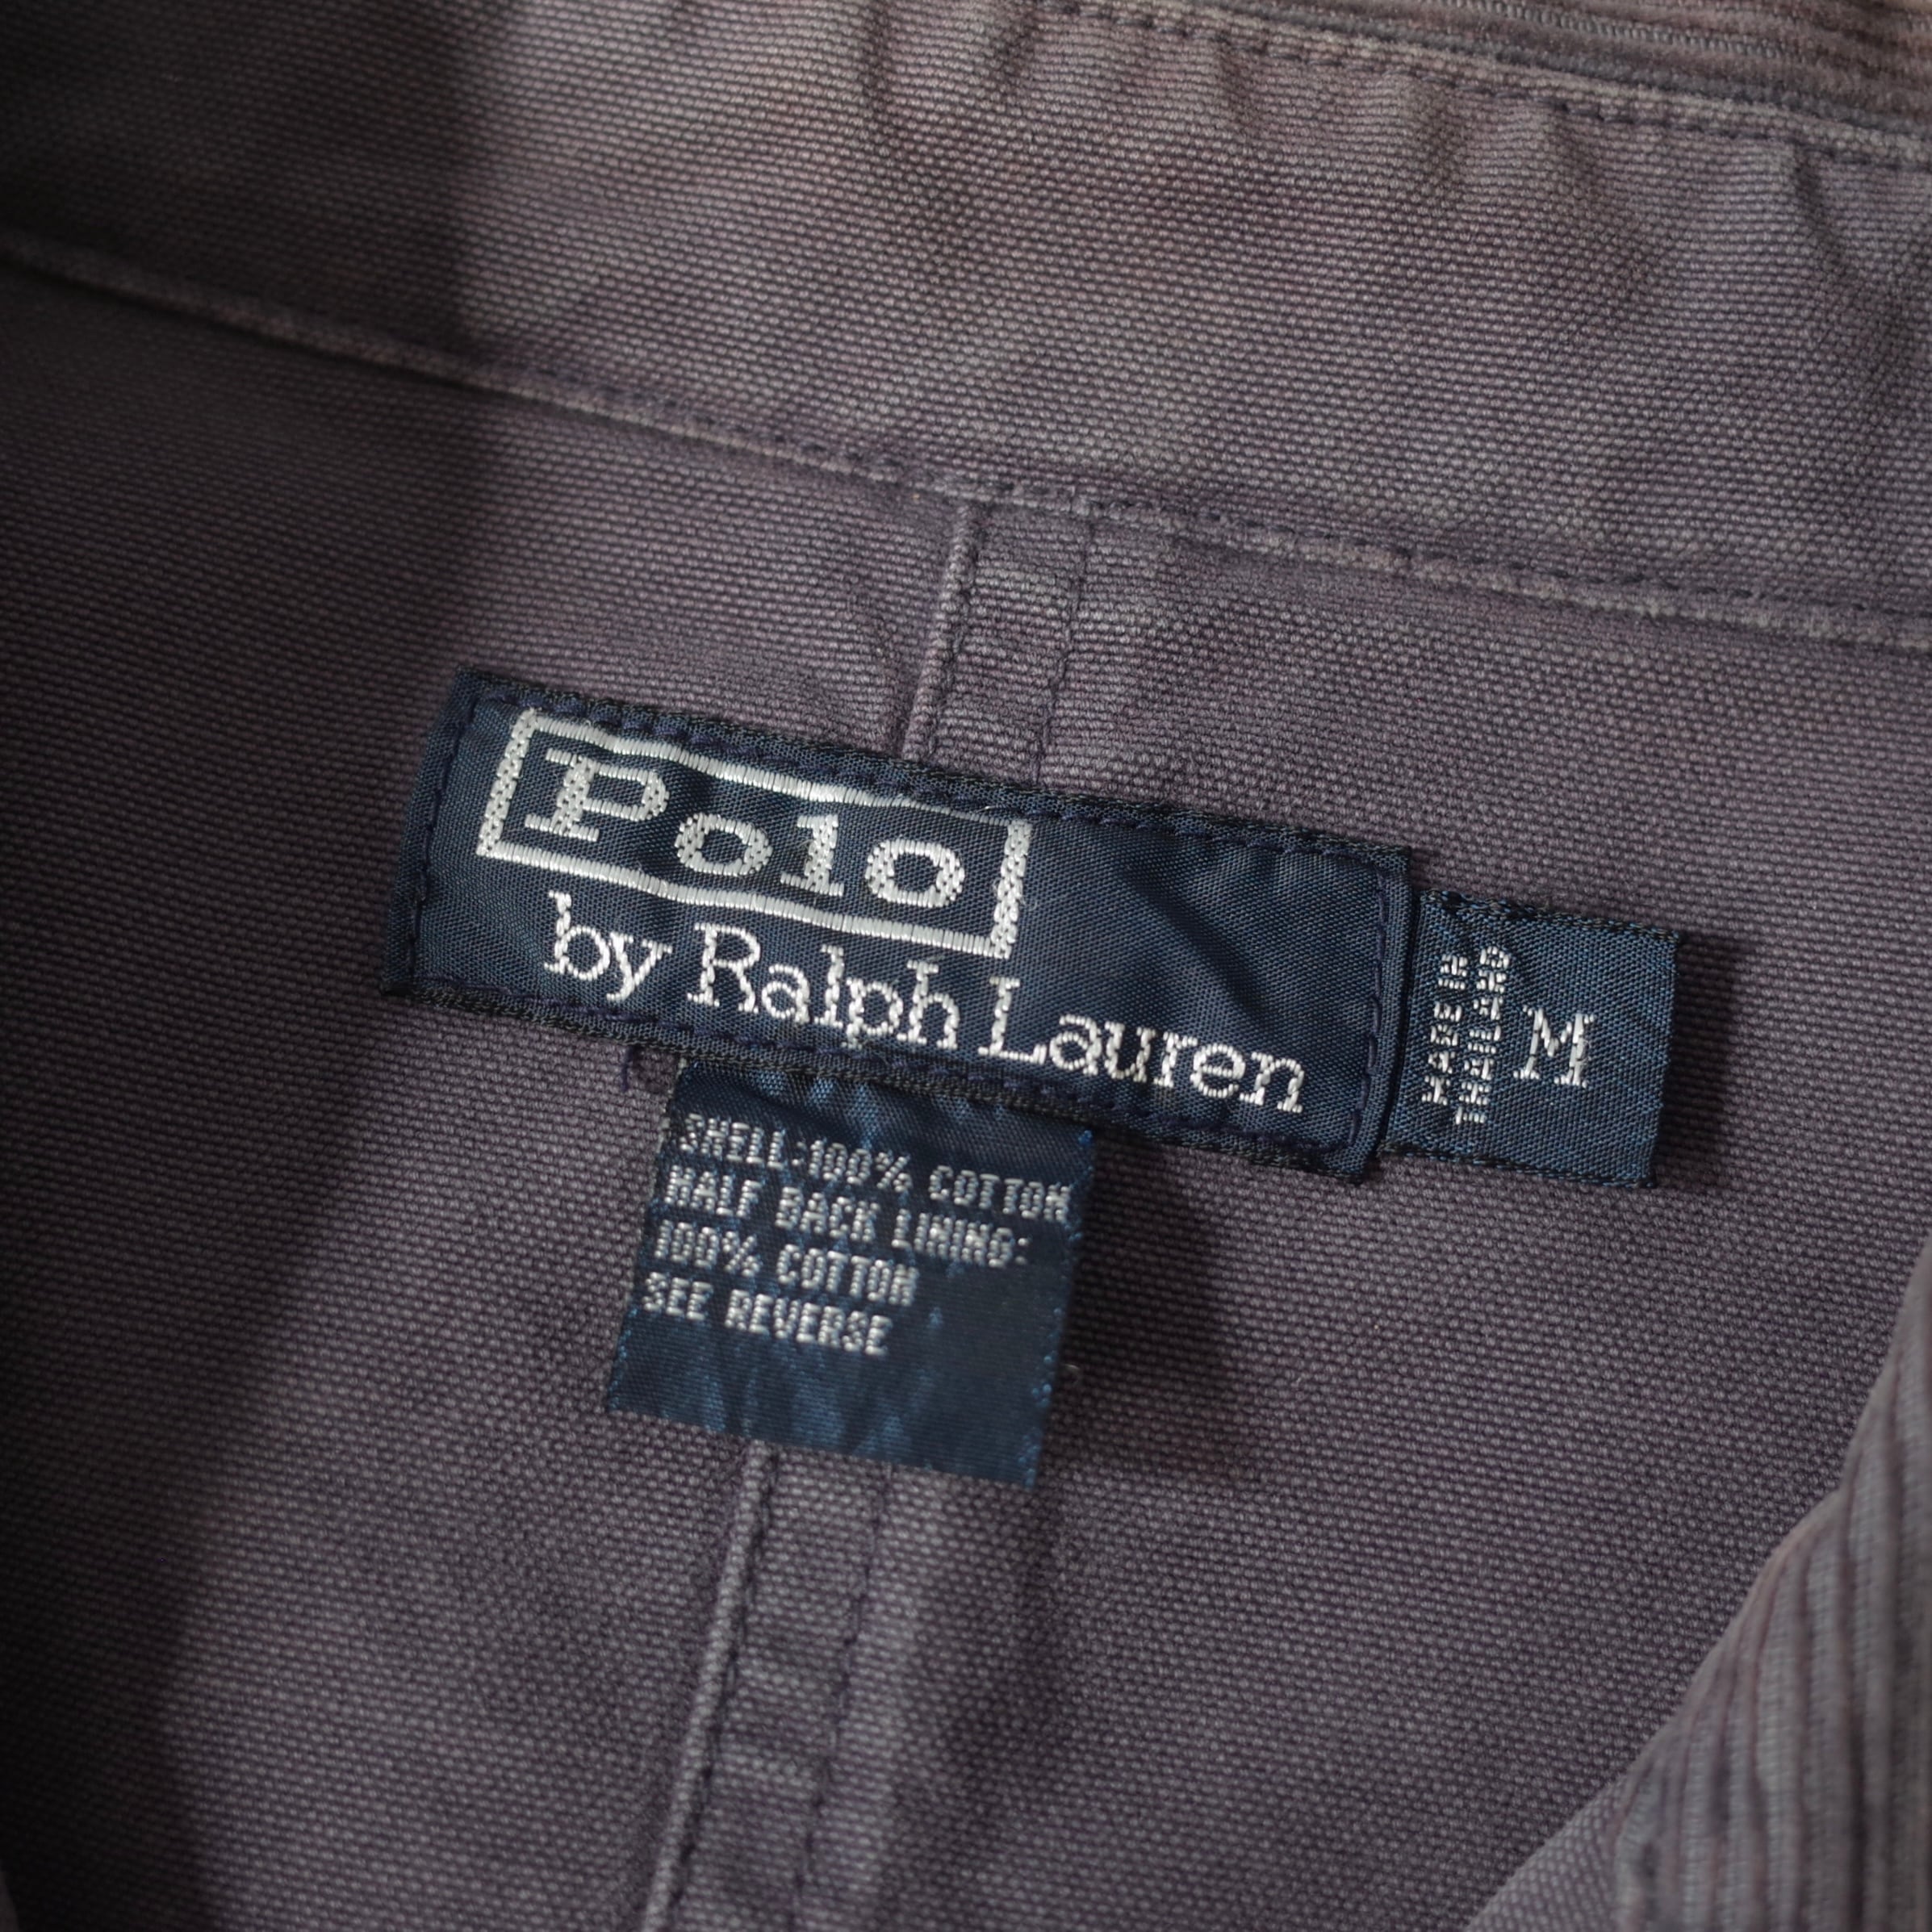 Polo
by Ralph Lauren
MADE IN
THAILAND
M
SHELL:100% COTTON
HALF BACK LINING:
100% COTTON
SEE REVERSE